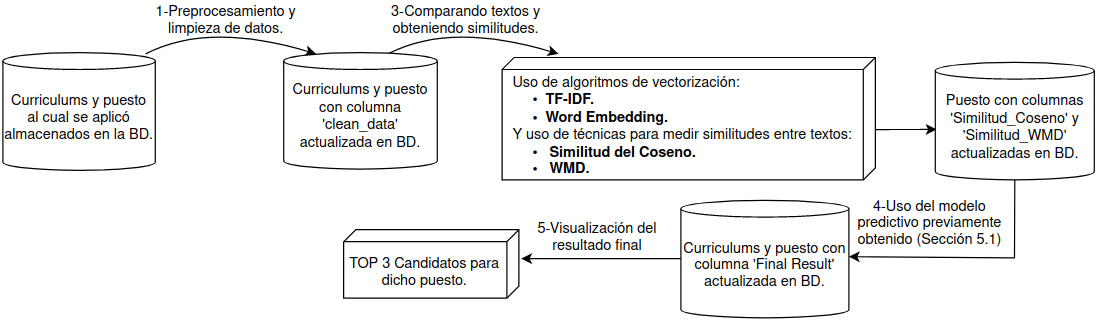 1-Preprocesamiento y
limpieza de datos.
3-Comparando textos y
obteniendo similitudes.
Curriculums y puesto
al cual se aplicó
almacenados en la BD.
Curriculums y puesto
con columna
'clean_data'
actualizada en BD.
Uso de algoritmos de vectorización:
• TF-IDF.
• Word Embedding.
Y uso de técnicas para medir similitudes entre textos:
• Similitud del Coseno.
• WMD.
Puesto con columnas
'Similitud_Coseno' y
'Similitud_WMD'
actualizadas en BD.
4-Uso del modelo
predictivo previamente
obtenido (Sección 5.1)
Curriculums y puesto con
columna 'Final Result'
actualizada en BD.
5-Visualización del
resultado final
TOP 3 Candidatos para
dicho puesto.